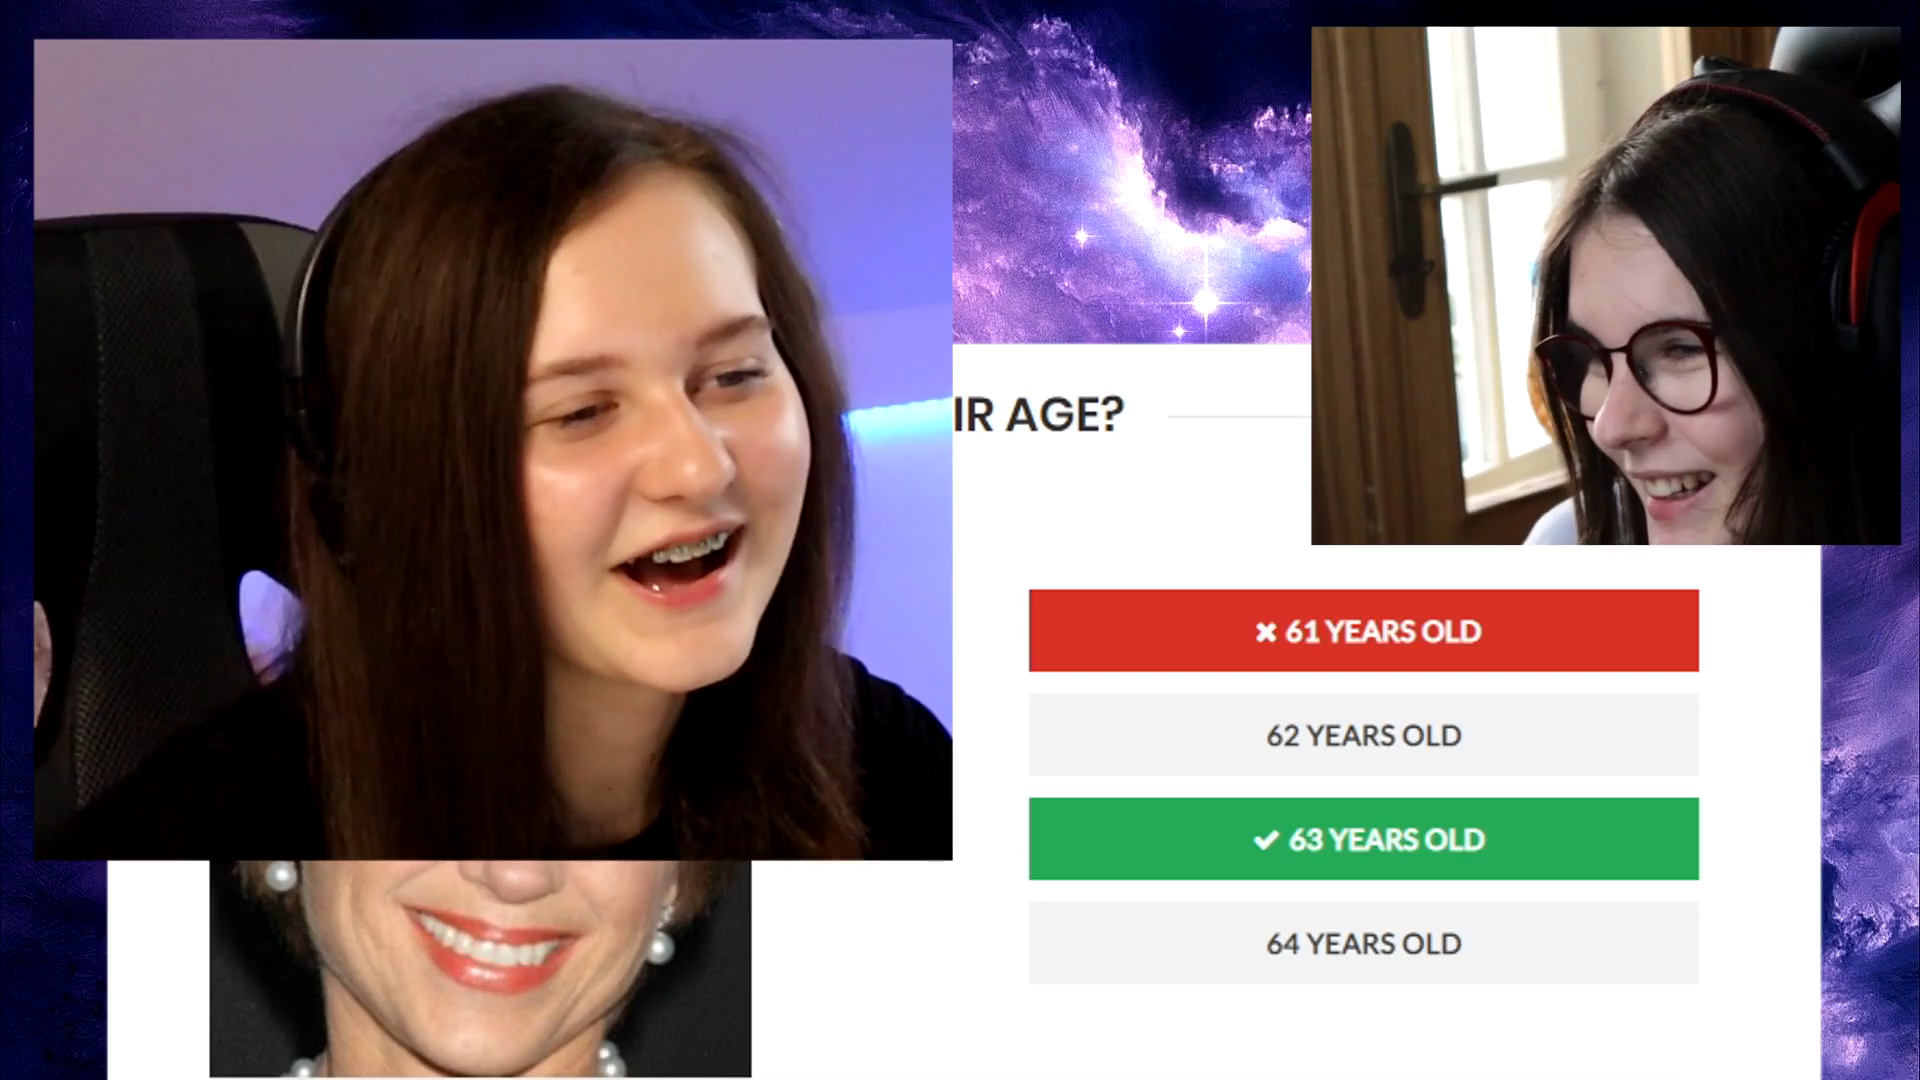 IR AGE?
✖ 61 YEARS OLD
62 YEARS OLD
✔ 63 YEARS OLD
64 YEARS OLD